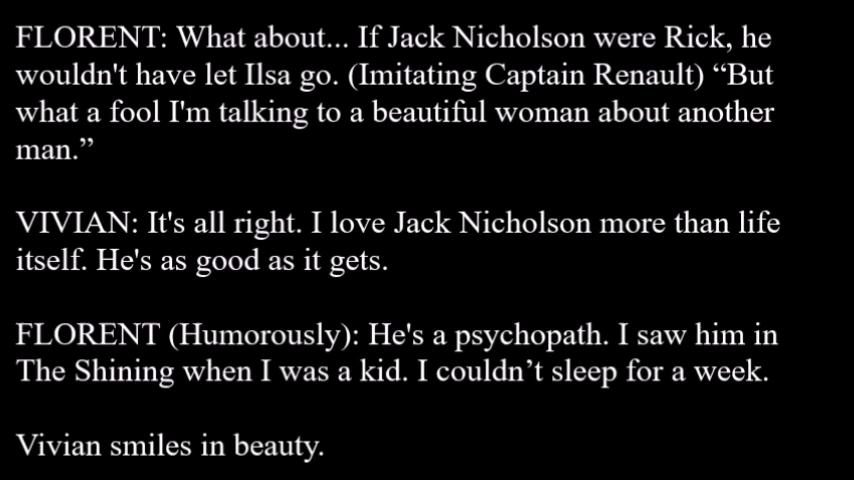 FLORENT: What about... If Jack Nicholson were Rick, he
wouldn't have let Ilsa go. (Imitating Captain Renault) “But
what a fool I'm talking to a beautiful woman about another
man.”
VIVIAN: It's all right. I love Jack Nicholson more than life
itself. He's as good as it gets.
FLORENT (Humorously): He's a psychopath. I saw him in
The Shining when I was a kid. I couldn’t sleep for a week.
Vivian smiles in beauty.